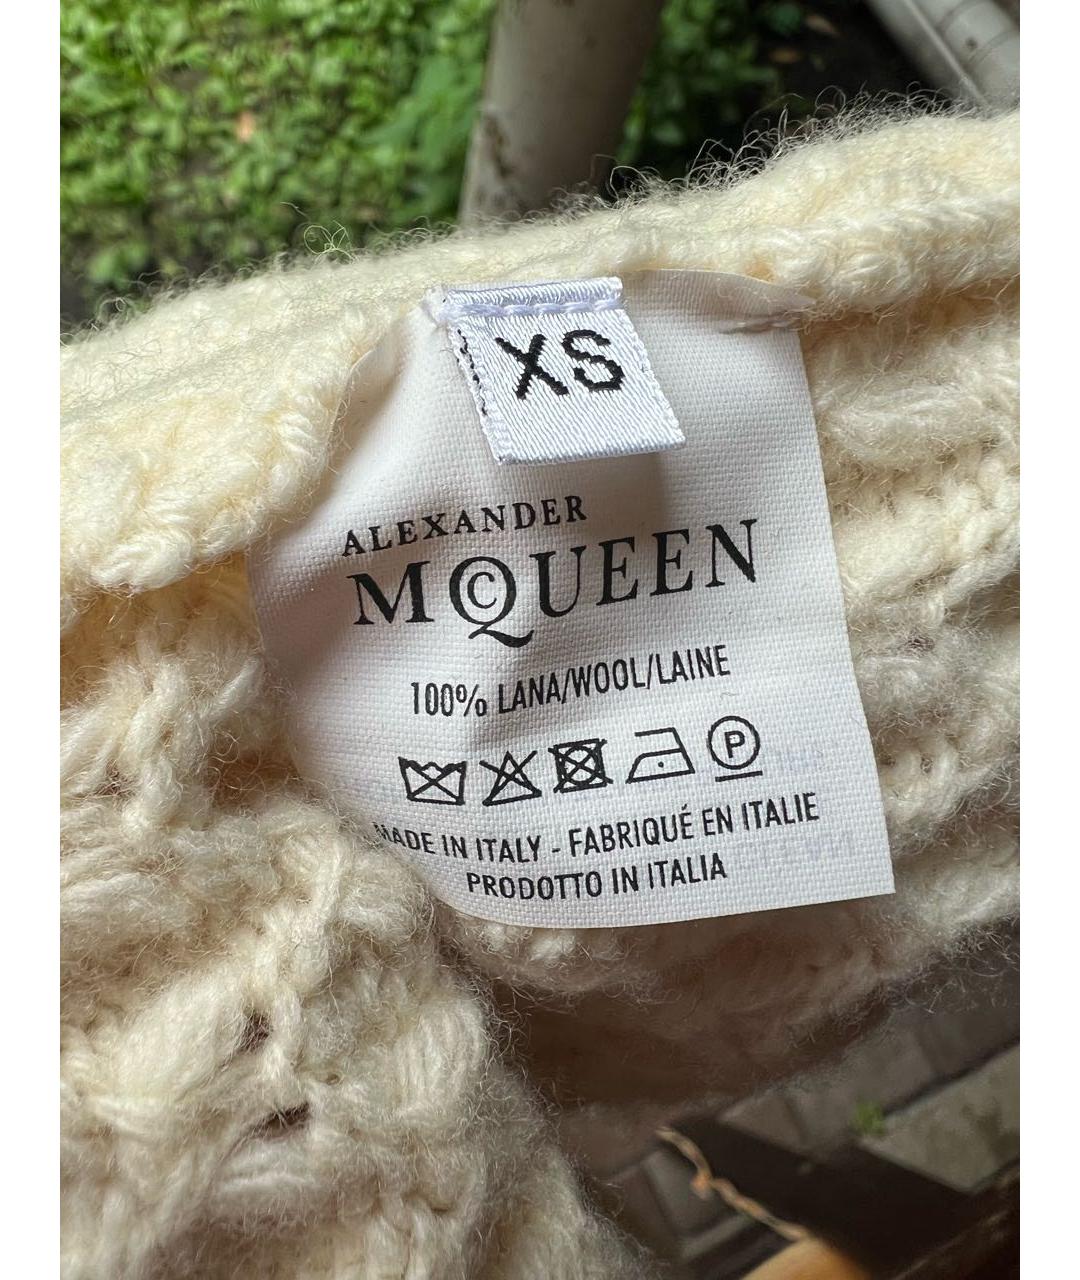 XS
ALEXANDER
MCQUEEN
100% LANA/WOOL/LAINE
P
MADE IN ITALY - FABRIQUÉ EN ITALIE
PRODOTTO IN ITALIA